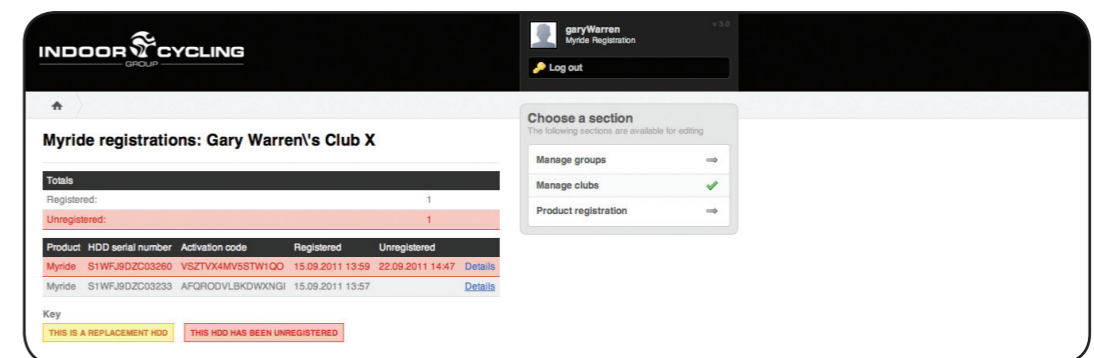 INDOOR CYCLING
GROUP
garyWarren
Myride Registration
v 3.0
Log out
Myride registrations: Gary Warren\'s Club X
Totals
Registered: 1
Unregistered: 1
Product HDD serial number Activation code Registered Unregistered
Myride S1WFJ9DZC03260 VSZTVX4MV5STW1QO 15.09.2011 13:59 22.09.2011 14:47 Details
Myride S1WFJ9DZC03233 AFQRODVLBKDWXNGI 15.09.2011 13:57 Details
Key
THIS IS A REPLACEMENT HDD THIS HDD HAS BEEN UNREGISTERED
Choose a section
The following sections are available for editing
Manage groups
Manage clubs
Product registration